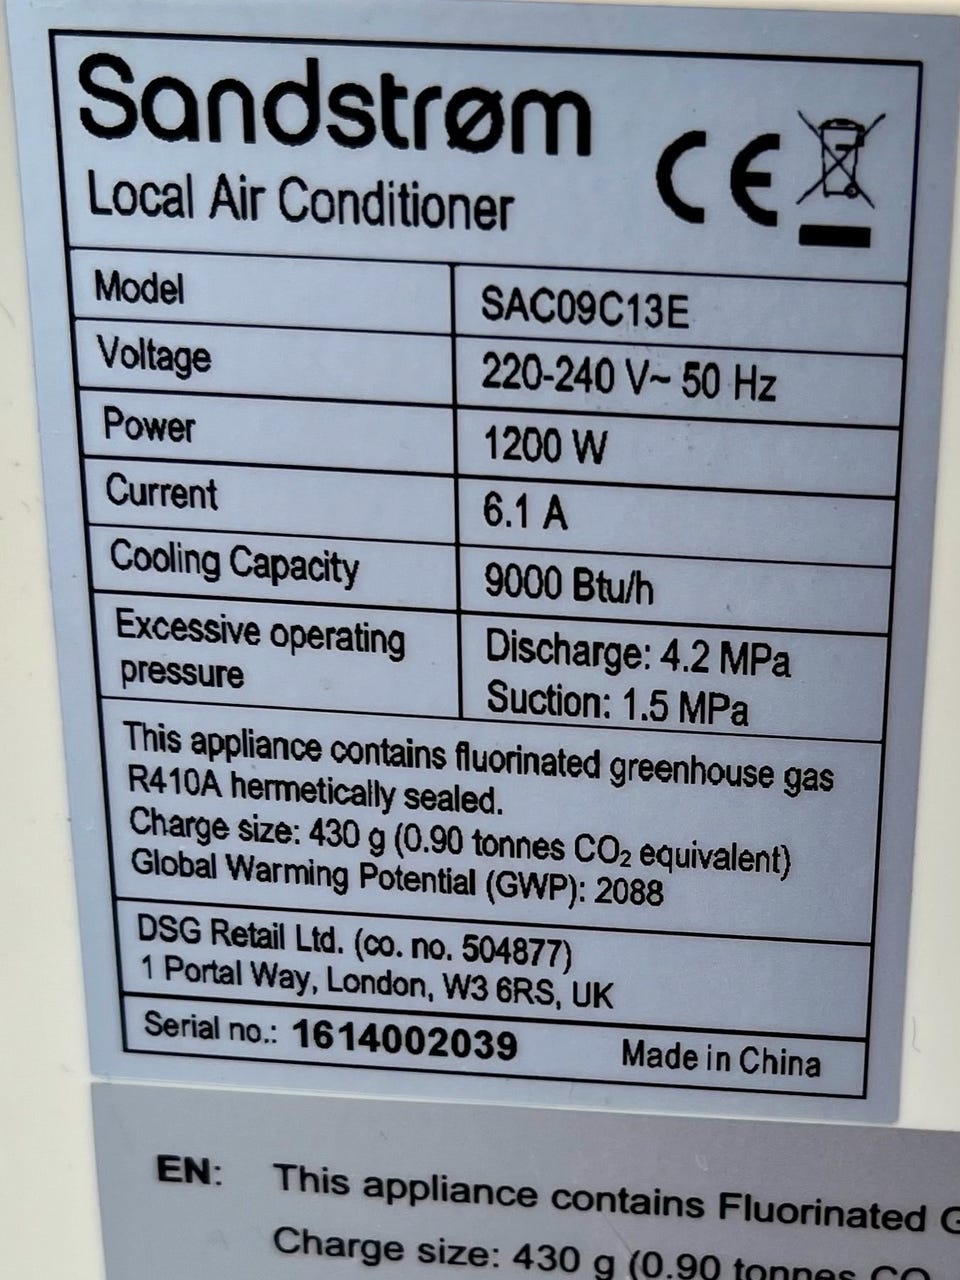 Sandstrøm
Local Air Conditioner
CE
Model SAC09C13E
Voltage 220-240 V~ 50 Hz
Power 1200 W
Current 6.1 A
Cooling Capacity 9000 Btu/h
Excessive operating pressure Discharge: 4.2 MPa
Suction: 1.5 MPa
This appliance contains fluorinated greenhouse gas
R410A hermetically sealed.
Charge size: 430 g (0.90 tonnes CO₂ equivalent)
Global Warming Potential (GWP): 2088
DSG Retail Ltd. (co. no. 504877)
1 Portal Way, London, W3 6RS, UK
Serial no.: 1614002039 Made in China
EN: This appliance contains Fluorinated G
Charge size: 430 g (0.90 tonnes CO